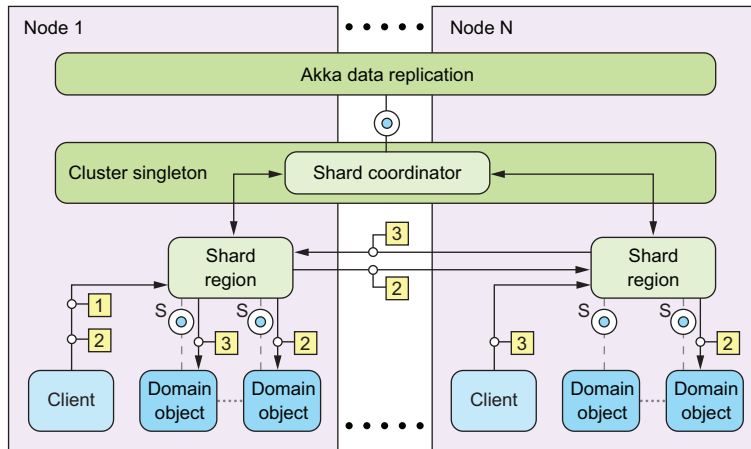 Node 1
Node N
Akka data replication
Cluster singleton
Shard coordinator
3
Shard
region
2
Shard
region
1
2
S
3
S
2
3
S
S
2
Client
Domain
object
Domain
object
Client
Domain
object
Domain
object